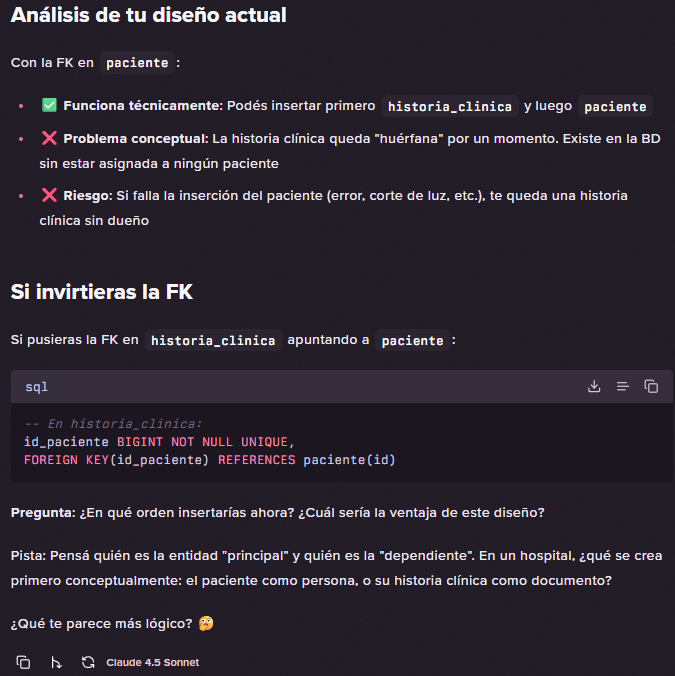 Análisis de tu diseño actual
Con la FK en paciente :
✅ Funciona técnicamente: Podés insertar primero historia_clinica y luego paciente
❌ Problema conceptual: La historia clínica queda "huérfana" por un momento. Existe en la BD
sin estar asignada a ningún paciente
❌ Riesgo: Si falla la inserción del paciente (error, corte de luz, etc.), te queda una historia
clínica sin dueño
Si invirtieras la FK
Si pusieras la FK en historia_clinica apuntando a paciente :
sql
-- En historia_clinica:
id_paciente BIGINT NOT NULL UNIQUE,
FOREIGN KEY(id_paciente) REFERENCES paciente(id)
Pregunta: ¿En qué orden insertarías ahora? ¿Cuál sería la ventaja de este diseño?
Pista: Pensá quién es la entidad "principal" y quién es la "dependiente". En un hospital, ¿qué se crea
primero conceptualmente: el paciente como persona, o su historia clínica como documento?
¿Qué te parece más lógico? 🤔
Claude 4.5 Sonnet